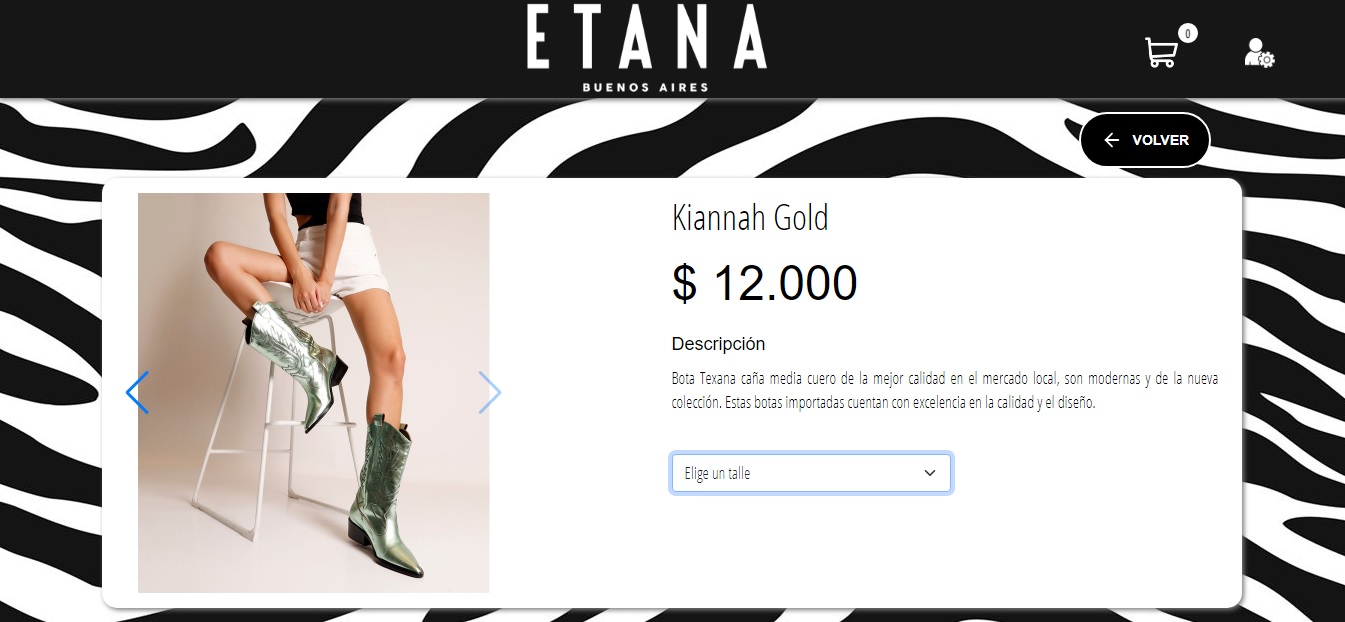 ETANA
BUENOS AIRES
0
VOLVER
Kiannah Gold
$ 12.000
Descripción
Bota Texana caña media cuero de la mejor calidad en el mercado local, son modernas y de la nueva
colección. Estas botas importadas cuentan con excelencia en la calidad y el diseño.
Elige un talle